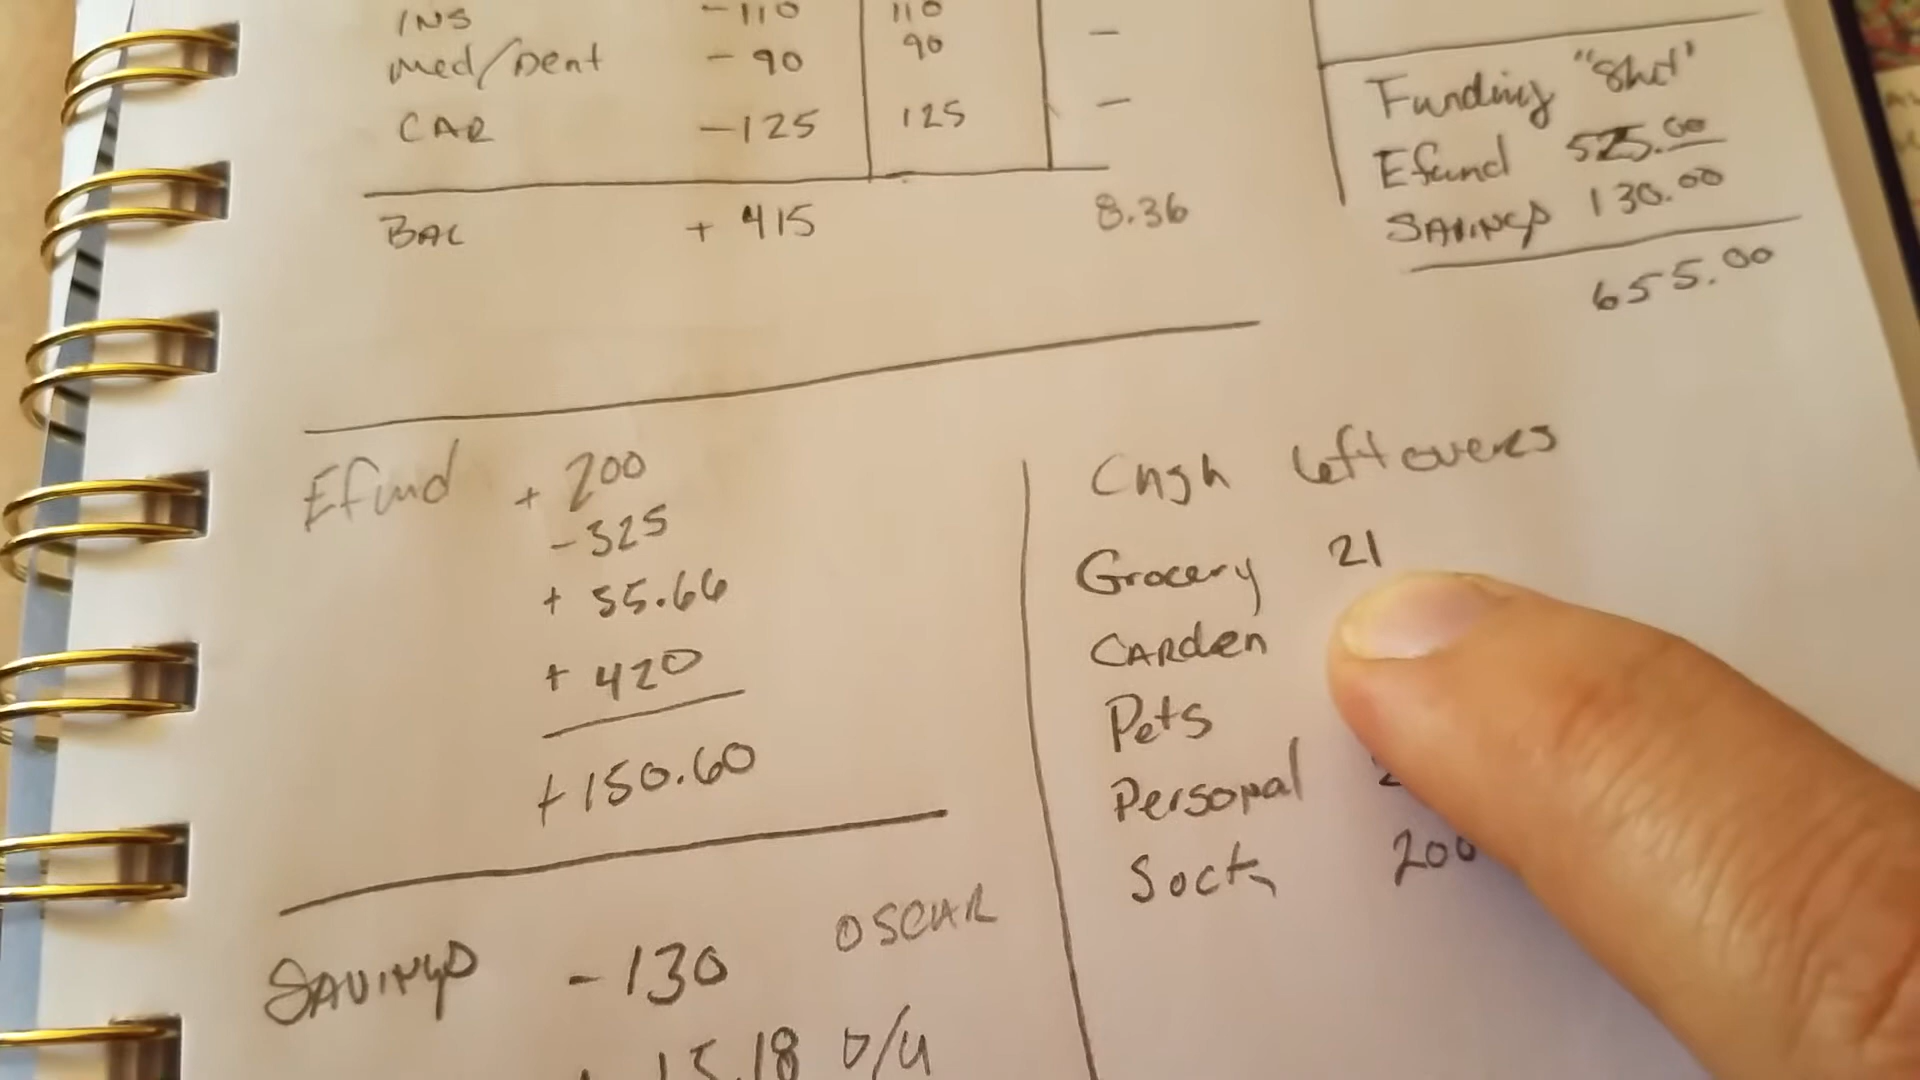 INS -110 110
Med/Dent -90 90 -
CAR -125 125 -
BAL + 415 8.36
Funding "Shit"
Efund 525.00
SAVINGS 130.00
655.00
Efund + 200
- 325
+ 55.66
+ 420
+ 150.60
SAVINGS - 130 OSCAR
15.18 O/U
Cash Leftovers
Grocery 21
GARden
Pets
Personal
Sock 200